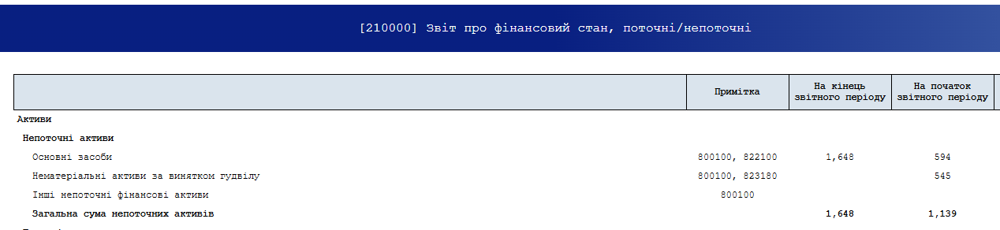 [210000] Звіт про фінансовий стан, поточні/непоточні
Примітка
На кінець звітного періоду
На початок звітного періоду
Активи
Непоточні активи
Основні засоби 800100, 822100 1,648 594
Нематеріальні активи за винятком гудвілу 800100, 823180 545
Інші непоточні фінансові активи 800100
Загальна сума непоточних активів 1,648 1,139